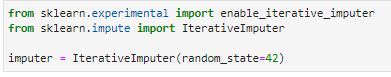 from sklearn.experimental import enable_iterative_imputer
from sklearn.impute import IterativeImputer
imputer = IterativeImputer(random_state=42)